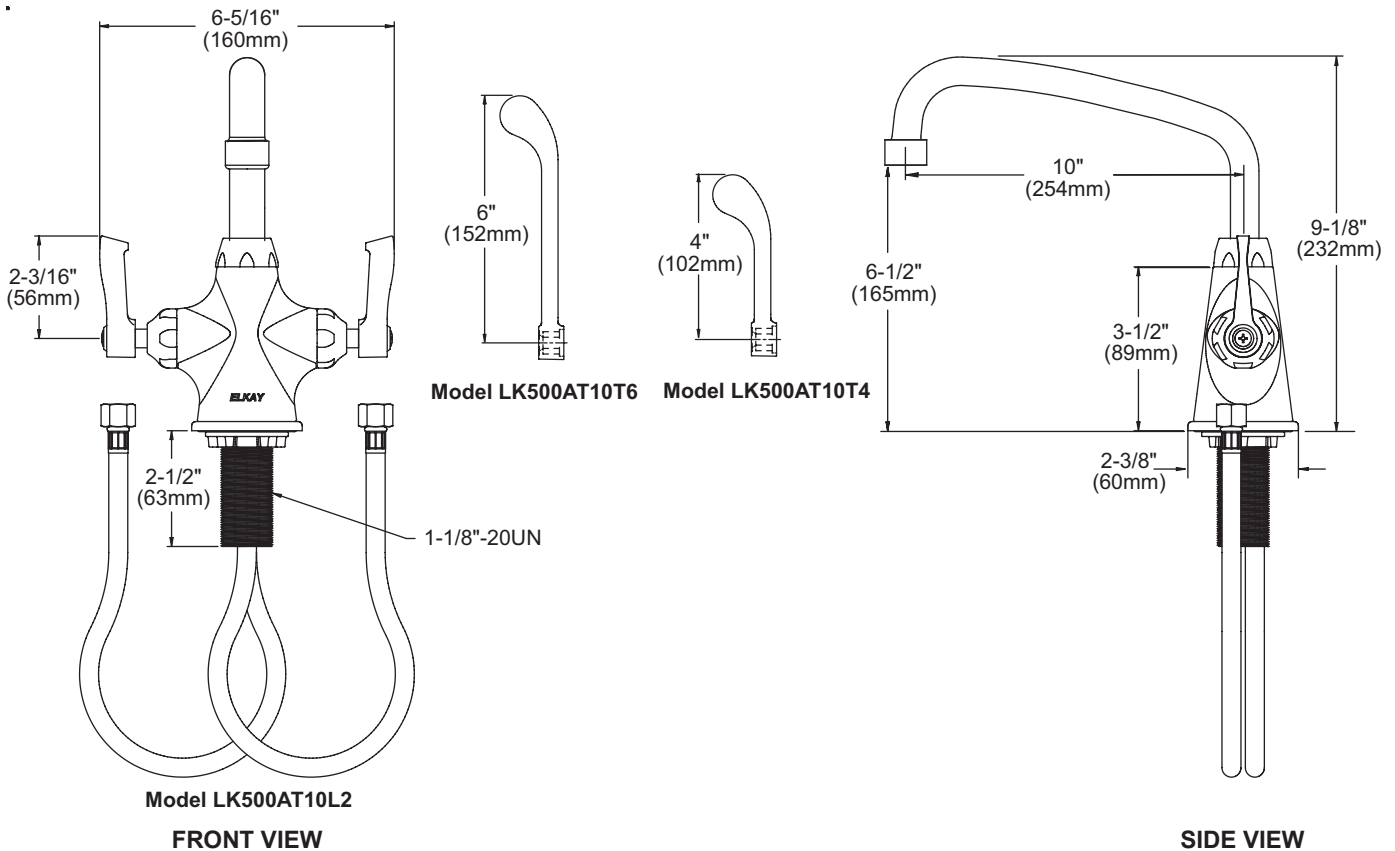 6-5/16"
(160mm)
2-3/16"
(56mm)
6"
(152mm)
4"
(102mm)
10"
(254mm)
9-1/8"
(232mm)
6-1/2"
(165mm)
3-1/2"
(89mm)
ELKAY
Model LK500AT10T6
Model LK500AT10T4
2-1/2"
(63mm)
2-3/8"
(60mm)
1-1/8"-20UN
Model LK500AT10L2
FRONT VIEW
SIDE VIEW